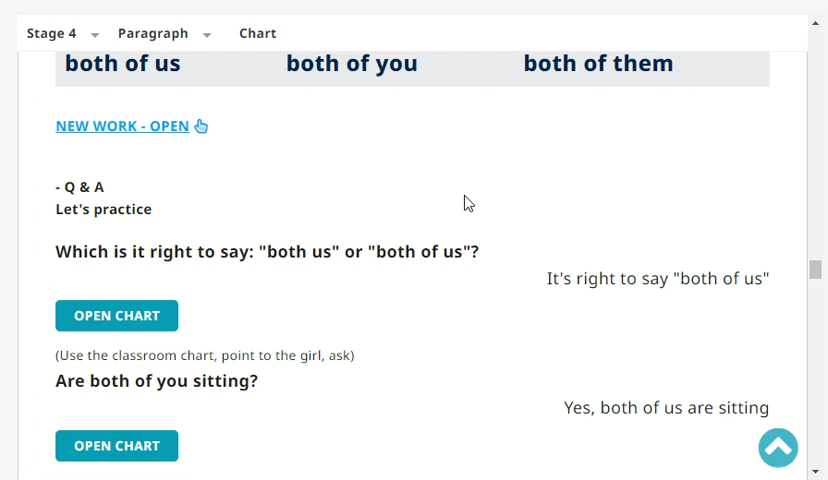 Stage 4 Paragraph Chart
both of us both of you both of them
NEW WORK - OPEN
- Q & A
Let's practice
Which is it right to say: "both us" or "both of us"?
It's right to say "both of us"
OPEN CHART
(Use the classroom chart, point to the girl, ask)
Are both of you sitting?
Yes, both of us are sitting
OPEN CHART